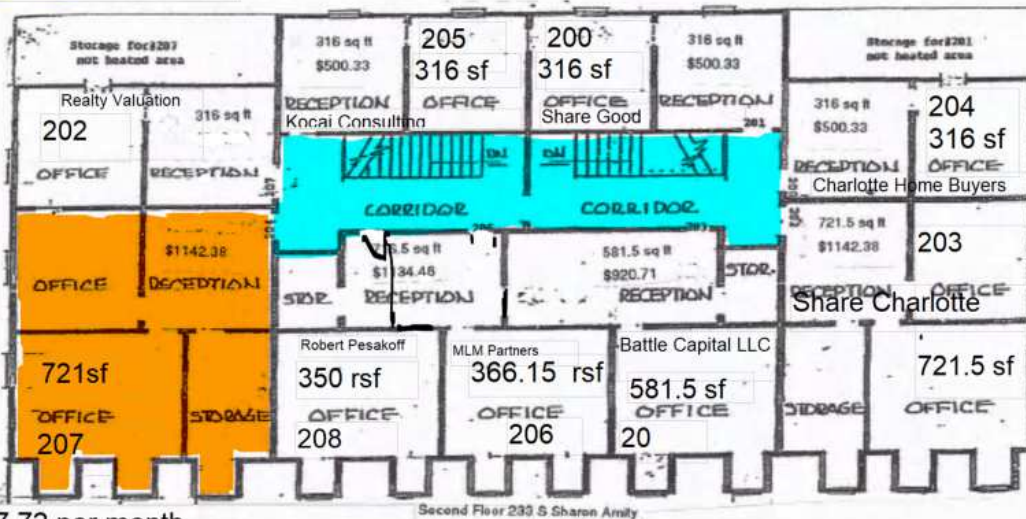 Storage for#207
not heated area
316 sq ft
$500.33
RECEPTION
Kocai Consulting
205
316 sf
OFFICE
200
316 sf
OFFICE
Share Good
316 sq ft
$500.33
RECEPTION
201
Storage for#201
not heated area
Realty Valuation
202
OFFICE
316 sq ft
RECEPTION
DN
DN
CORRIDOR
CORRIDOR
316 sq ft
$500.33
RECEPTION
204
316 sf
OFFICE
Charlotte Home Buyers
OFFICE
$1142.38
RECEPTION
721sf
OFFICE
207
STORAGE
STOR.
$1134.46
RECEPTION
581.5 sq ft
$920.71
RECEPTION
STOR.
721.5 sq ft
$1142.38
RECEPTION
203
OFFICE
Share Charlotte
Robert Pesakoff
350 rsf
OFFICE
208
MLM Partners
366.15 rsf
OFFICE
206
Battle Capital LLC
581.5 sf
OFFICE
20
STORAGE
721.5 sf
OFFICE
Second Floor 233 S Sharon Amity